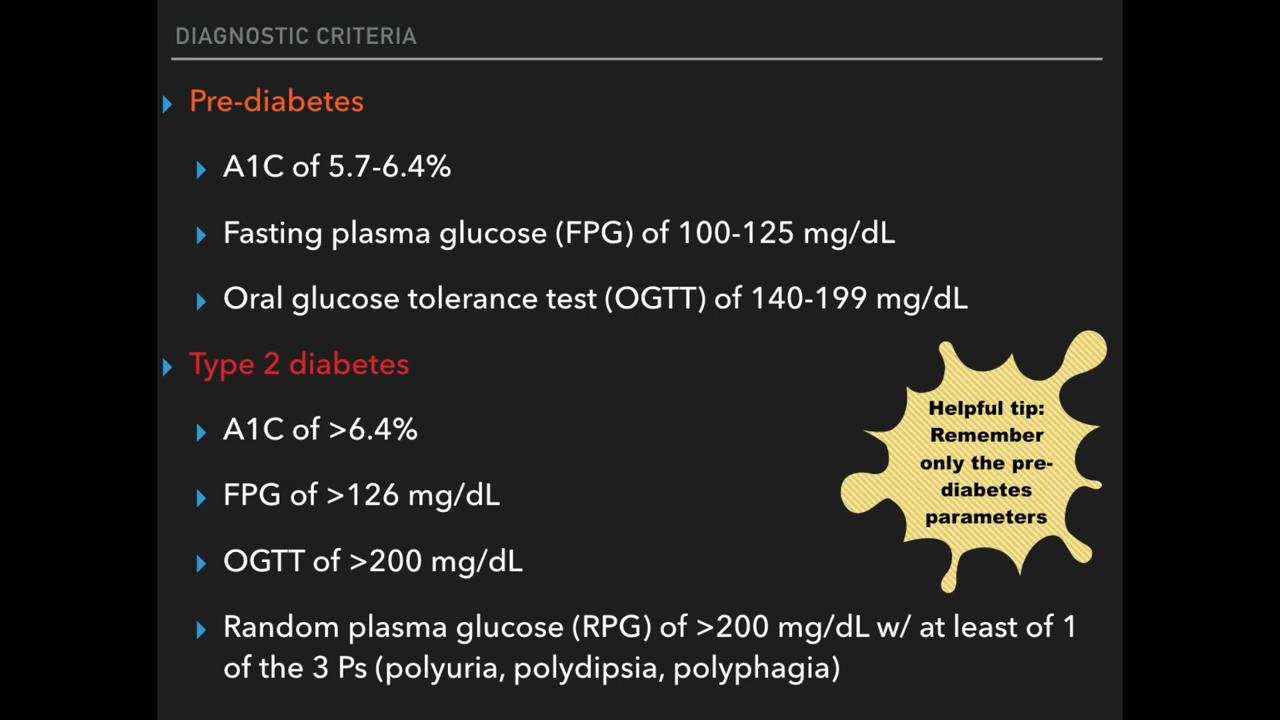 DIAGNOSTIC CRITERIA
Pre-diabetes
A1C of 5.7-6.4%
Fasting plasma glucose (FPG) of 100-125 mg/dL
Oral glucose tolerance test (OGTT) of 140-199 mg/dL
Type 2 diabetes
A1C of >6.4%
FPG of >126 mg/dL
OGTT of >200 mg/dL
Random plasma glucose (RPG) of >200 mg/dL w/ at least of 1
of the 3 Ps (polyuria, polydipsia, polyphagia)
Helpful tip:
Remember
only the pre-
diabetes
parameters